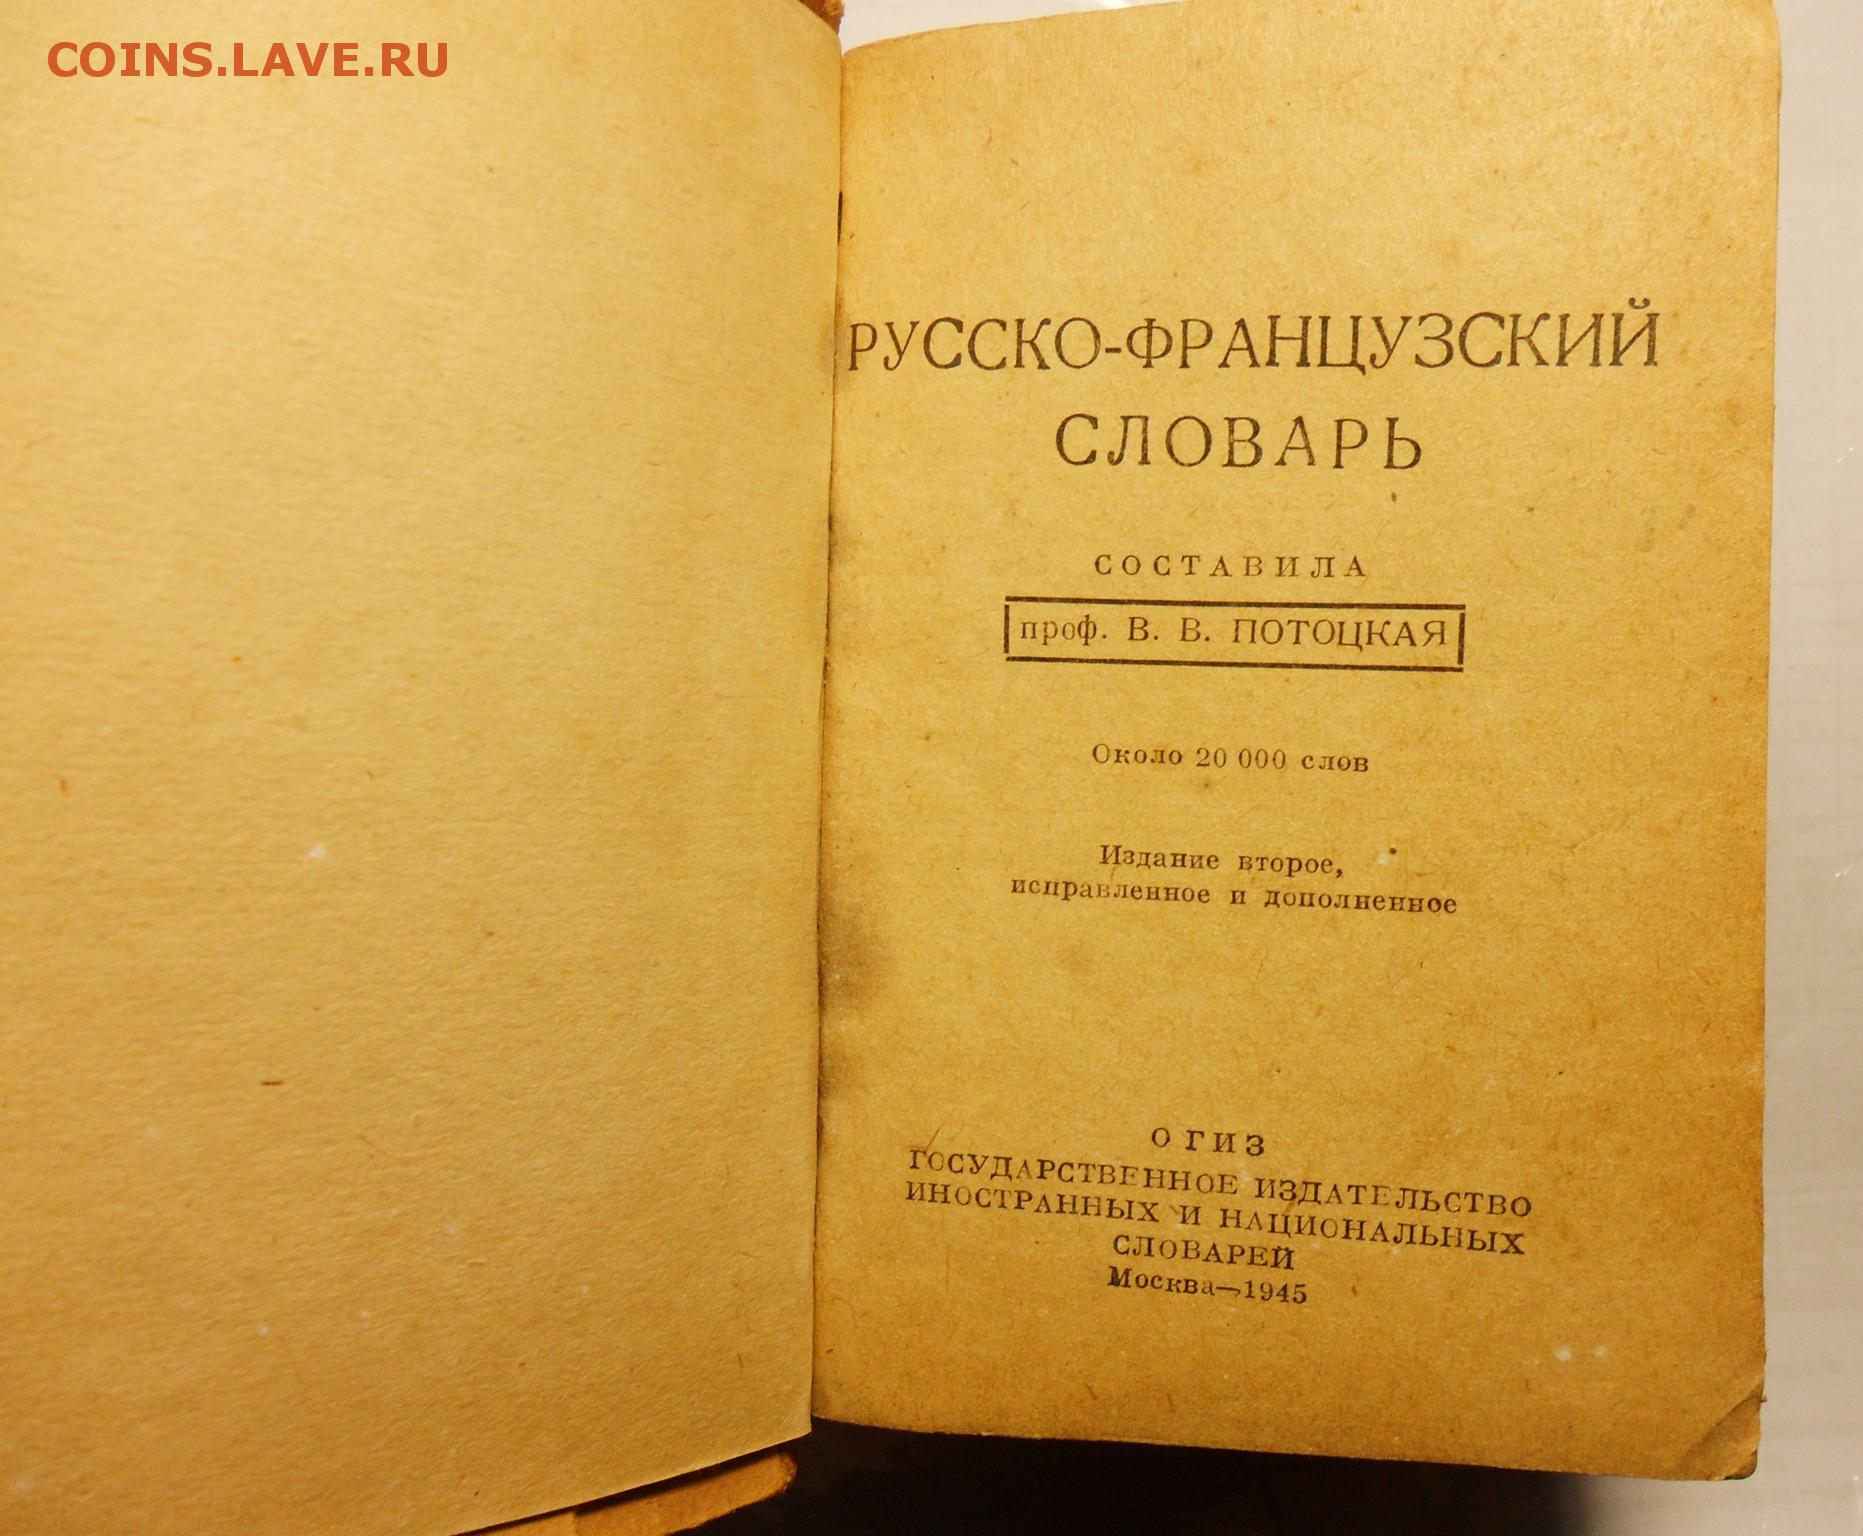 COINS.LAVE.RU
РУССКО-ФРАНЦУЗСКИЙ
СЛОВАРЬ
СОСТАВИЛА
проф. В. В. ПОТОЦКАЯ
Около 20 000 слов
Издание второе,
исправленное и дополненное
ОГИЗ
ГОСУДАРСТВЕННОЕ ИЗДАТЕЛЬСТВО
ИНОСТРАННЫХ И НАЦИОНАЛЬНЫХ
СЛОВАРЕЙ
Москва—1945